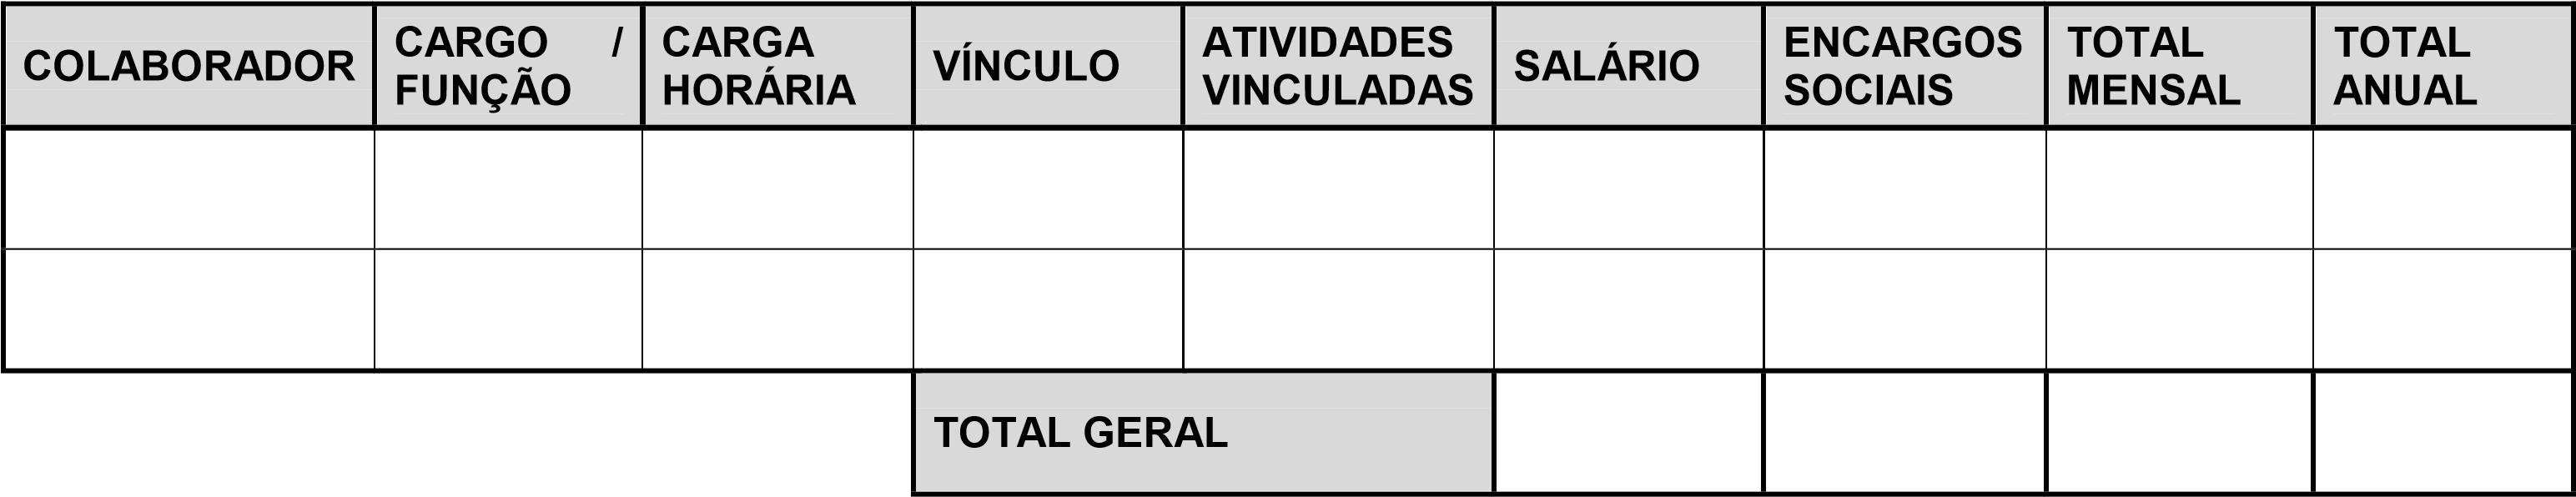 COLABORADOR
CARGO /
FUNÇÃO
CARGA
HORÁRIA
VÍNCULO
ATIVIDADES
VINCULADAS
SALÁRIO
ENCARGOS
SOCIAIS
TOTAL
MENSAL
TOTAL
ANUAL
TOTAL GERAL